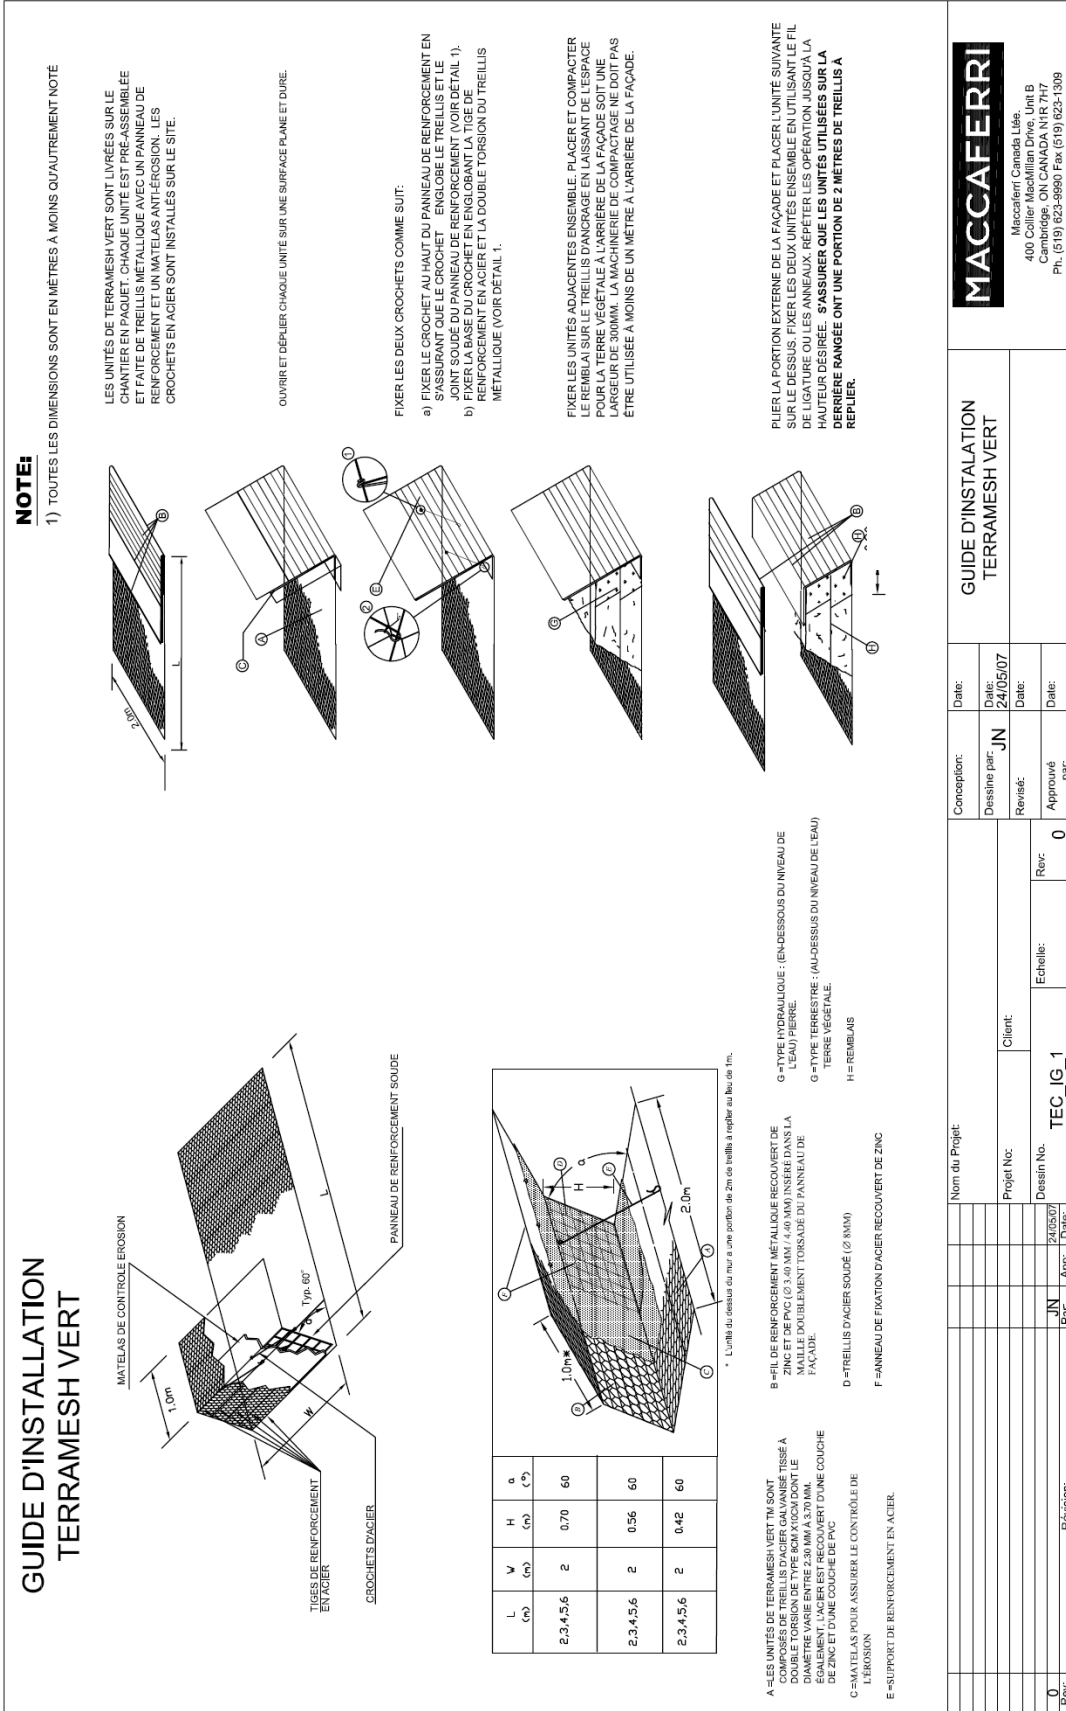 GUIDE D'INSTALLATION
TERRAMESH VERT
MATELAS DE CONTROLE EROSION
1.0m
TIGES DE RENFORCEMENT
EN ACIER
CROCHETS D'ACIER
W
α
Typ. 60°
L
PANNEAU DE RENFORCEMENT SOUDE
L
(m)
W
(m)
H
(m)
α
(°)
2,3,4,5,6
2
0.70
60
2,3,4,5,6
2
0.56
60
2,3,4,5,6
2
0.42
60
1.0m*
2.0m
H
α
A
B
C
D
E
F
F
* L'unité du dessus du mur a une portion de 2m de treillis à replier au lieu de 1m.
A =LES UNITÉS DE TERRAMESH VERT TM SONT
COMPOSÉS DE TREILLIS D'ACIER GALVANISÉ TISSÉ À
DOUBLE TORSION DE TYPE 8CM X10CM DONT LE
DIAMÈTRE VARIE ENTRE 2.30 MM À 3.70 MM.
ÉGALEMENT, L'ACIER EST RECOUVERT D'UNE COUCHE
DE ZINC ET D'UNE COUCHE DE PVC
C =MATELAS POUR ASSURER LE CONTRÔLE DE
L'ÉROSION
E =SUPPORT DE RENFORCEMENT EN ACIER.
B =FIL DE RENFORCEMENT MÉTALLIQUE RECOUVERT DE
ZINC ET DE PVC (Ø 3.40 MM / 4.40 MM) INSÉRÉ DANS LA
MAILLE DOUBLEMENT TORSADÉ DU PANNEAU DE
FAÇADE.
D =TREILLIS D'ACIER SOUDÉ (Ø 8MM)
F =ANNEAU DE FIXATION D'ACIER RECOUVERT DE ZINC
G =TYPE HYDRAULIQUE : (EN-DESSOUS DU NIVEAU DE
L'EAU) PIERRE.
G =TYPE TERRESTRE : (AU-DESSUS DU NIVEAU DE L'EAU)
TERRE VÉGÉTALE.
H = REMBLAIS
NOTE:
1) TOUTES LES DIMENSIONS SONT EN MÈTRES À MOINS QU'AUTREMENT NOTÉ
2.0m
L
B
LES UNITÉS DE TERRAMESH VERT SONT LIVRÉES SUR LE
CHANTIER EN PAQUET. CHAQUE UNITÉ EST PRÉ-ASSEMBLÉE
ET FAITE DE TREILLIS MÉTALLIQUE AVEC UN PANNEAU DE
RENFORCEMENT ET UN MATELAS ANTI-ÉROSION. LES
CROCHETS EN ACIER SONT INSTALLÉS SUR LE SITE.
C
A
OUVRIR ET DÉPLIER CHAQUE UNITÉ SUR UNE SURFACE PLANE ET DURE.
2
E
1
FIXER LES DEUX CROCHETS COMME SUIT:
a) FIXER LE CROCHET AU HAUT DU PANNEAU DE RENFORCEMENT EN
S'ASSURANT QUE LE CROCHET ENGLOBE LE TREILLIS ET LE
JOINT SOUDÉ DU PANNEAU DE RENFORCEMENT (VOIR DÉTAIL 1).
b) FIXER LA BASE DU CROCHET EN ENGLOBANT LA TIGE DE
RENFORCEMENT EN ACIER ET LA DOUBLE TORSION DU TREILLIS
MÉTALLIQUE (VOIR DÉTAIL 1.
G
FIXER LES UNITÉS ADJACENTES ENSEMBLE. PLACER ET COMPACTER
LE REMBLAI SUR LE TREILLIS D'ANCRAGE EN LAISSANT DE L'ESPACE
POUR LA TERRE VÉGÉTALE À L'ARRIÈRE DE LA FAÇADE SOIT UNE
LARGEUR DE 300MM. LA MACHINERIE DE COMPACTAGE NE DOIT PAS
ÊTRE UTILISÉE À MOINS DE UN MÈTRE À L'ARRIÈRE DE LA FAÇADE.
H
(H)
B
PLIER LA PORTION EXTERNE DE LA FAÇADE ET PLACER L'UNITÉ SUIVANTE
SUR LE DESSUS. FIXER LES DEUX UNITÉS ENSEMBLE EN UTILISANT LE FIL
DE LIGATURE OU LES ANNEAUX. RÉPÉTER LES OPÉRATION JUSQU'À LA
HAUTEUR DÉSIRÉE. S'ASSURER QUE LES UNITÉS UTILISÉES SUR LA
DERRIÈRE RANGÉE ONT UNE PORTION DE 2 MÈTRES DE TREILLIS À
REPLIER.
0
Rev:
Révision:
JN
Par:
Appr:
24/05/07
Date:
Nom du Projet:
Projet No:
Client:
Dessin No.
TEC_IG_1
Echelle:
Rev:
0
Conception:
Date:
Dessine par:
JN
Date:
24/05/07
Revisé:
Date:
Approuvé
par:
Date:
GUIDE D'INSTALATION
TERRAMESH VERT
MACCAFERRI
Maccaferri Canada Ltée.
400 Collier MacMillan Drive, Unit B
Cambridge, ON CANADA N1R 7H7
Ph. (519) 623-9990 Fax (519) 623-1309